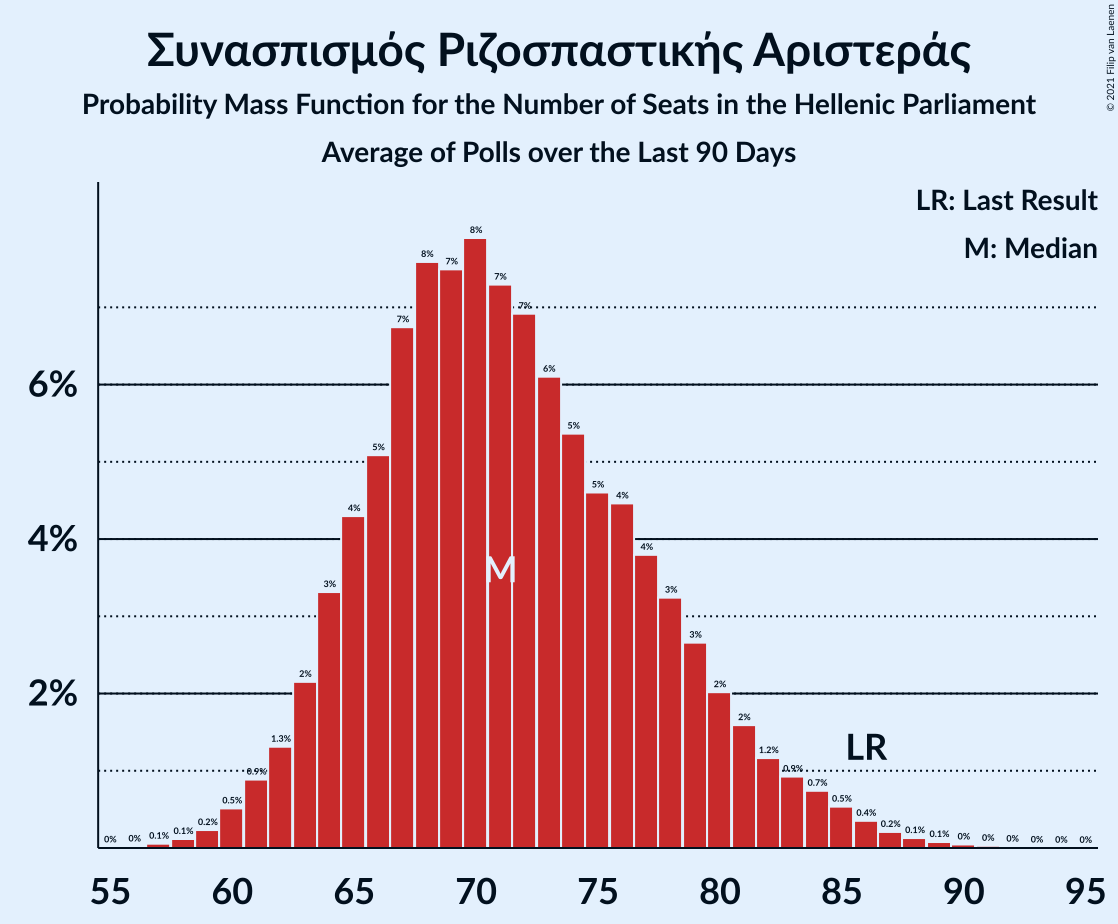 Συνασπισμός Ριζοσπαστικής Αριστεράς
Probability Mass Function for the Number of Seats in the Hellenic Parliament
Average of Polls over the Last 90 Days
© 2021 Filip van Laenen
LR: Last Result
M: Median
6%
4%
2%
0% 0% 0.1% 0.1% 0.2% 0.5% 0.9% 1.3% 2% 3% 4% 5% 7% 8% 7% 8% 7% 7% 6% 5% 5% 4% 4% 3% 3% 2% 2% 1.2% 0.9% 0.7% 0.5% 0.4% 0.2% 0.1% 0.1% 0% 0% 0% 0% 0% 0%
M
LR
55 60 65 70 75 80 85 90 95